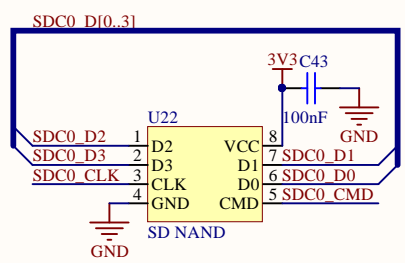 SDC0_D[0..3]
3V3 C43
100nF
GND
U22
SDC0_D2 1 D2 VCC 8
SDC0_D3 2 D3 D1 7 SDC0_D1
SDC0_CLK 3 CLK D0 6 SDC0_D0
4 GND CMD 5 SDC0_CMD
GND
SD NAND